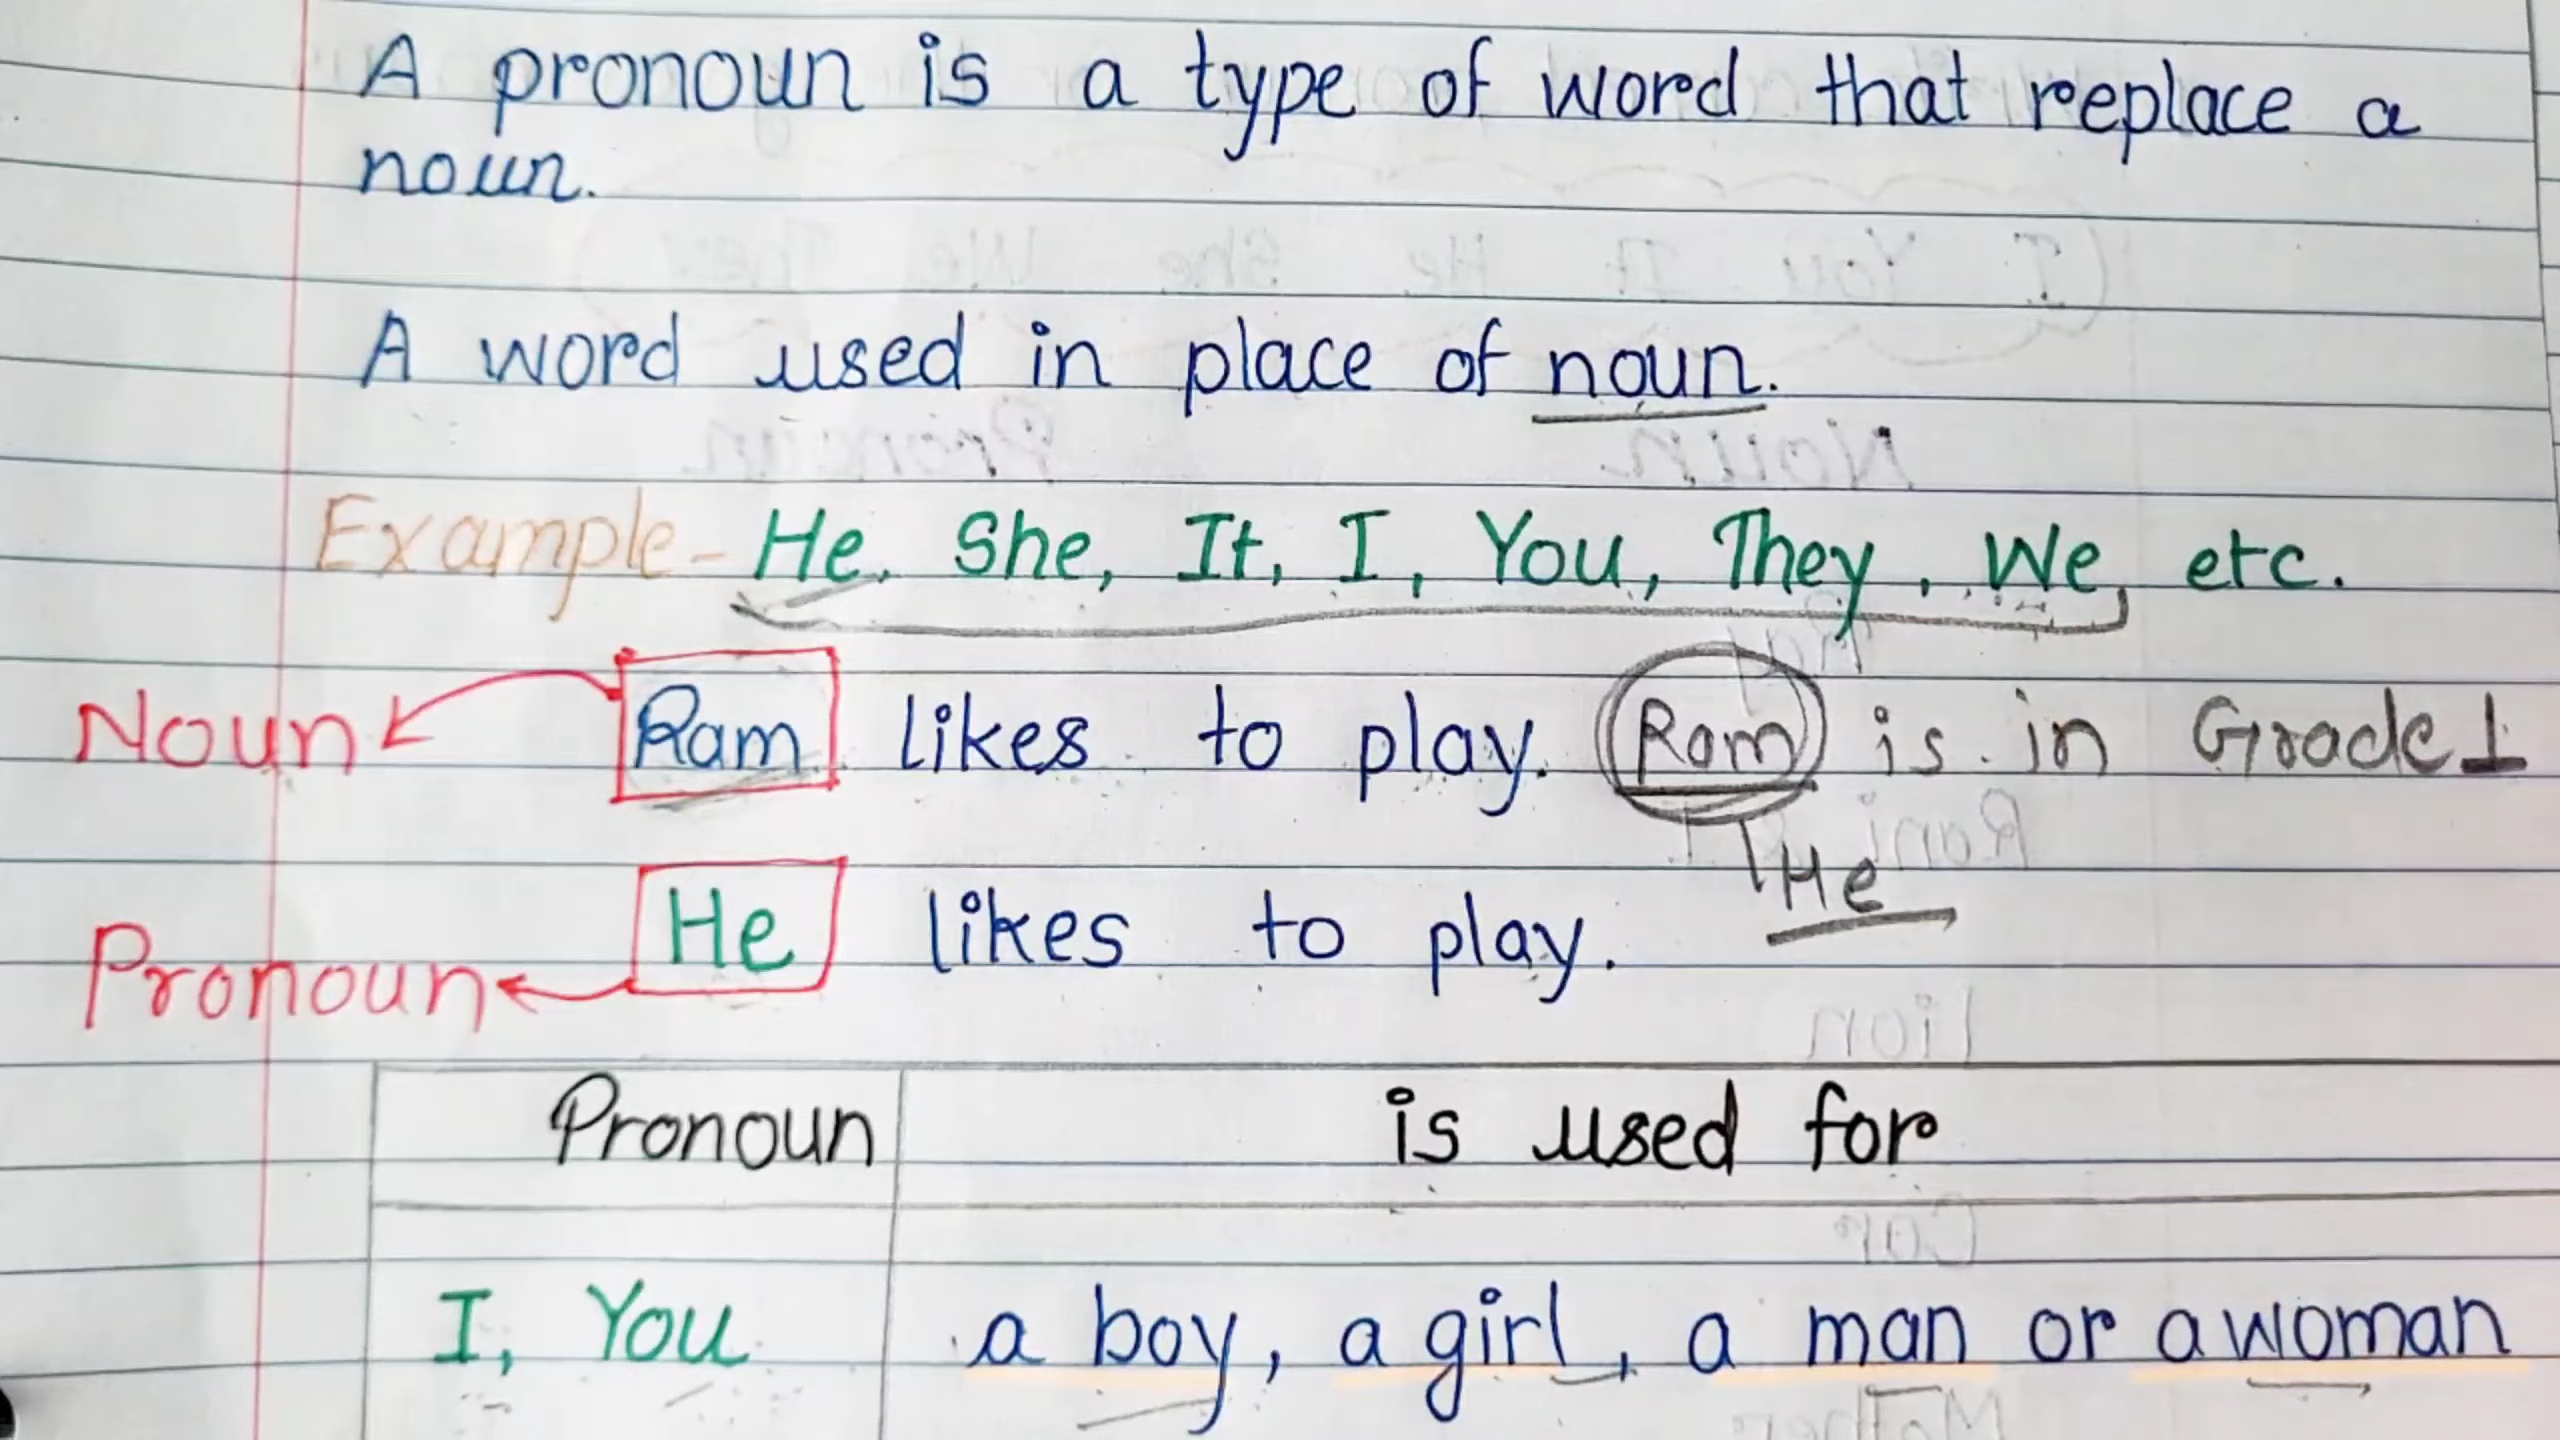 A pronoun is a type of word that replace a
noun.
A word used in place of noun.
Example- He, She, It, I, You, They, We, etc.
Noun Ram likes to play. Ram is in Grade 1
He
Pronoun He likes to play.
Pronoun is used for
I, You a boy, a girl, a man or a woman